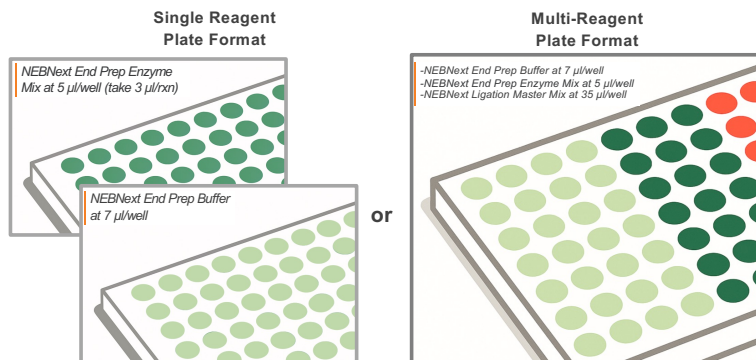 Single Reagent
Plate Format
NEBNext End Prep Enzyme
Mix at 5 µl/well (take 3 µl/rxn)
NEBNext End Prep Buffer
at 7 µl/well
or
Multi-Reagent
Plate Format
-NEBNext End Prep Buffer at 7 µl/well
-NEBNext End Prep Enzyme Mix at 5 µl/well
-NEBNext Ligation Master Mix at 35 µl/well